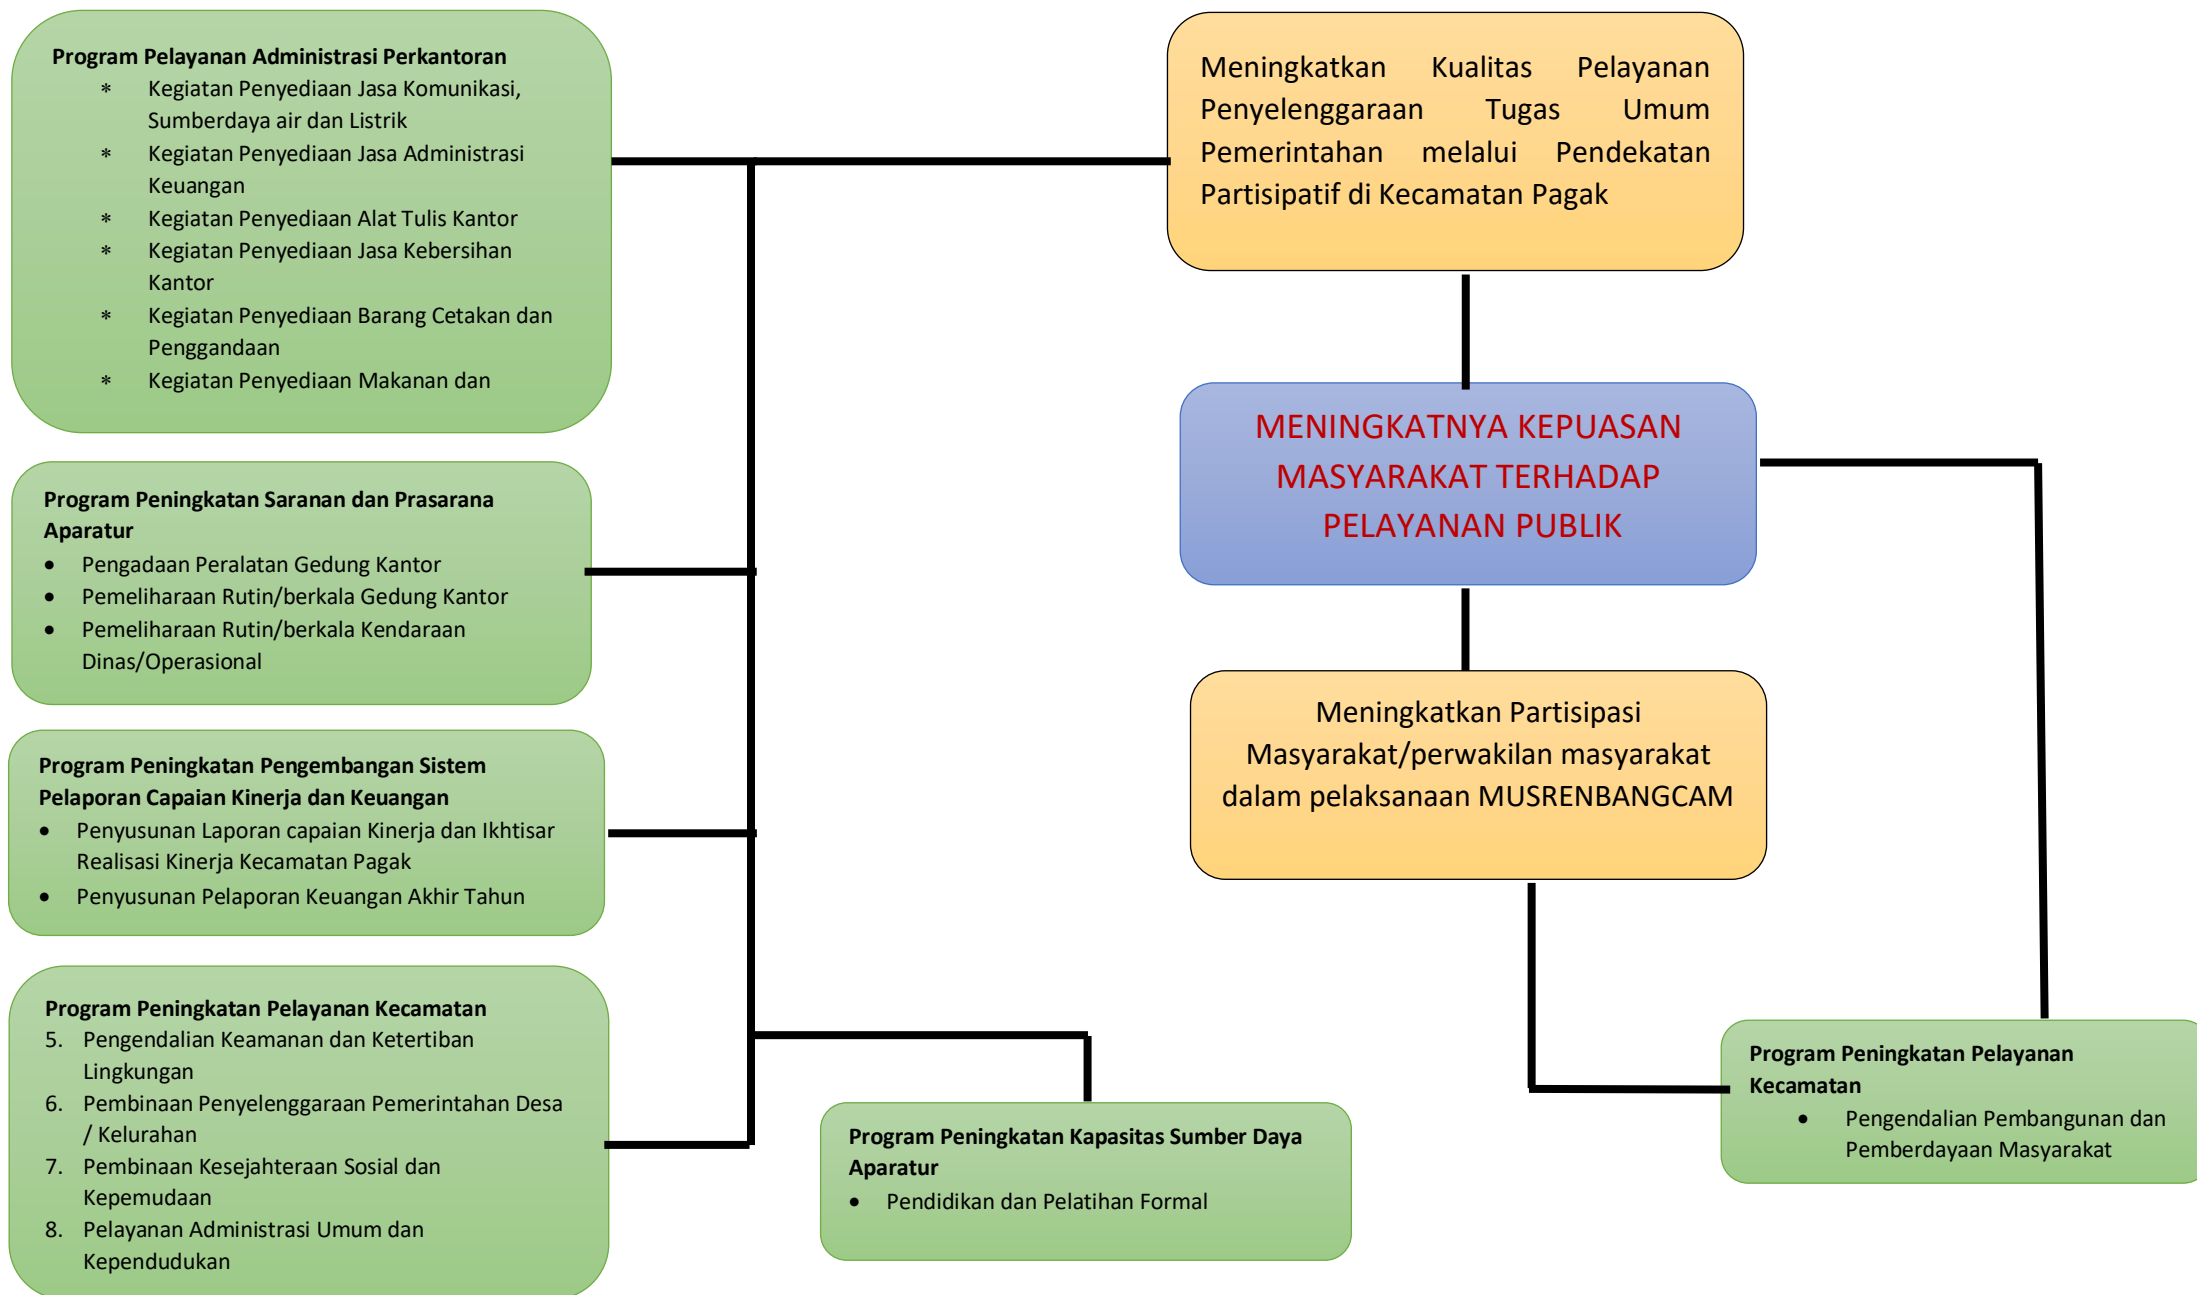 Program Pelayanan Administrasi Perkantoran
* Kegiatan Penyediaan Jasa Komunikasi,
Sumberdaya air dan Listrik
* Kegiatan Penyediaan Jasa Administrasi
Keuangan
* Kegiatan Penyediaan Alat Tulis Kantor
* Kegiatan Penyediaan Jasa Kebersihan
Kantor
* Kegiatan Penyediaan Barang Cetakan dan
Penggandaan
* Kegiatan Penyediaan Makanan dan
Program Peningkatan Saranan dan Prasarana
Aparatur
• Pengadaan Peralatan Gedung Kantor
• Pemeliharaan Rutin/berkala Gedung Kantor
• Pemeliharaan Rutin/berkala Kendaraan
Dinas/Operasional
Program Peningkatan Pengembangan Sistem
Pelaporan Capaian Kinerja dan Keuangan
• Penyusunan Laporan capaian Kinerja dan Ikhtisar
Realisasi Kinerja Kecamatan Pagak
• Penyusunan Pelaporan Keuangan Akhir Tahun
Program Peningkatan Pelayanan Kecamatan
5. Pengendalian Keamanan dan Ketertiban
Lingkungan
6. Pembinaan Penyelenggaraan Pemerintahan Desa
/ Kelurahan
7. Pembinaan Kesejahteraan Sosial dan
Kepemudaan
8. Pelayanan Administrasi Umum dan
Kependudukan
Meningkatkan Kualitas Pelayanan
Penyelenggaraan Tugas Umum
Pemerintahan melalui Pendekatan
Partisipatif di Kecamatan Pagak
MENINGKATNYA KEPUASAN
MASYARAKAT TERHADAP
PELAYANAN PUBLIK
Meningkatkan Partisipasi
Masyarakat/perwakilan masyarakat
dalam pelaksanaan MUSRENBANGCAM
Program Peningkatan Kapasitas Sumber Daya
Aparatur
• Pendidikan dan Pelatihan Formal
Program Peningkatan Pelayanan
Kecamatan
• Pengendalian Pembangunan dan
Pemberdayaan Masyarakat